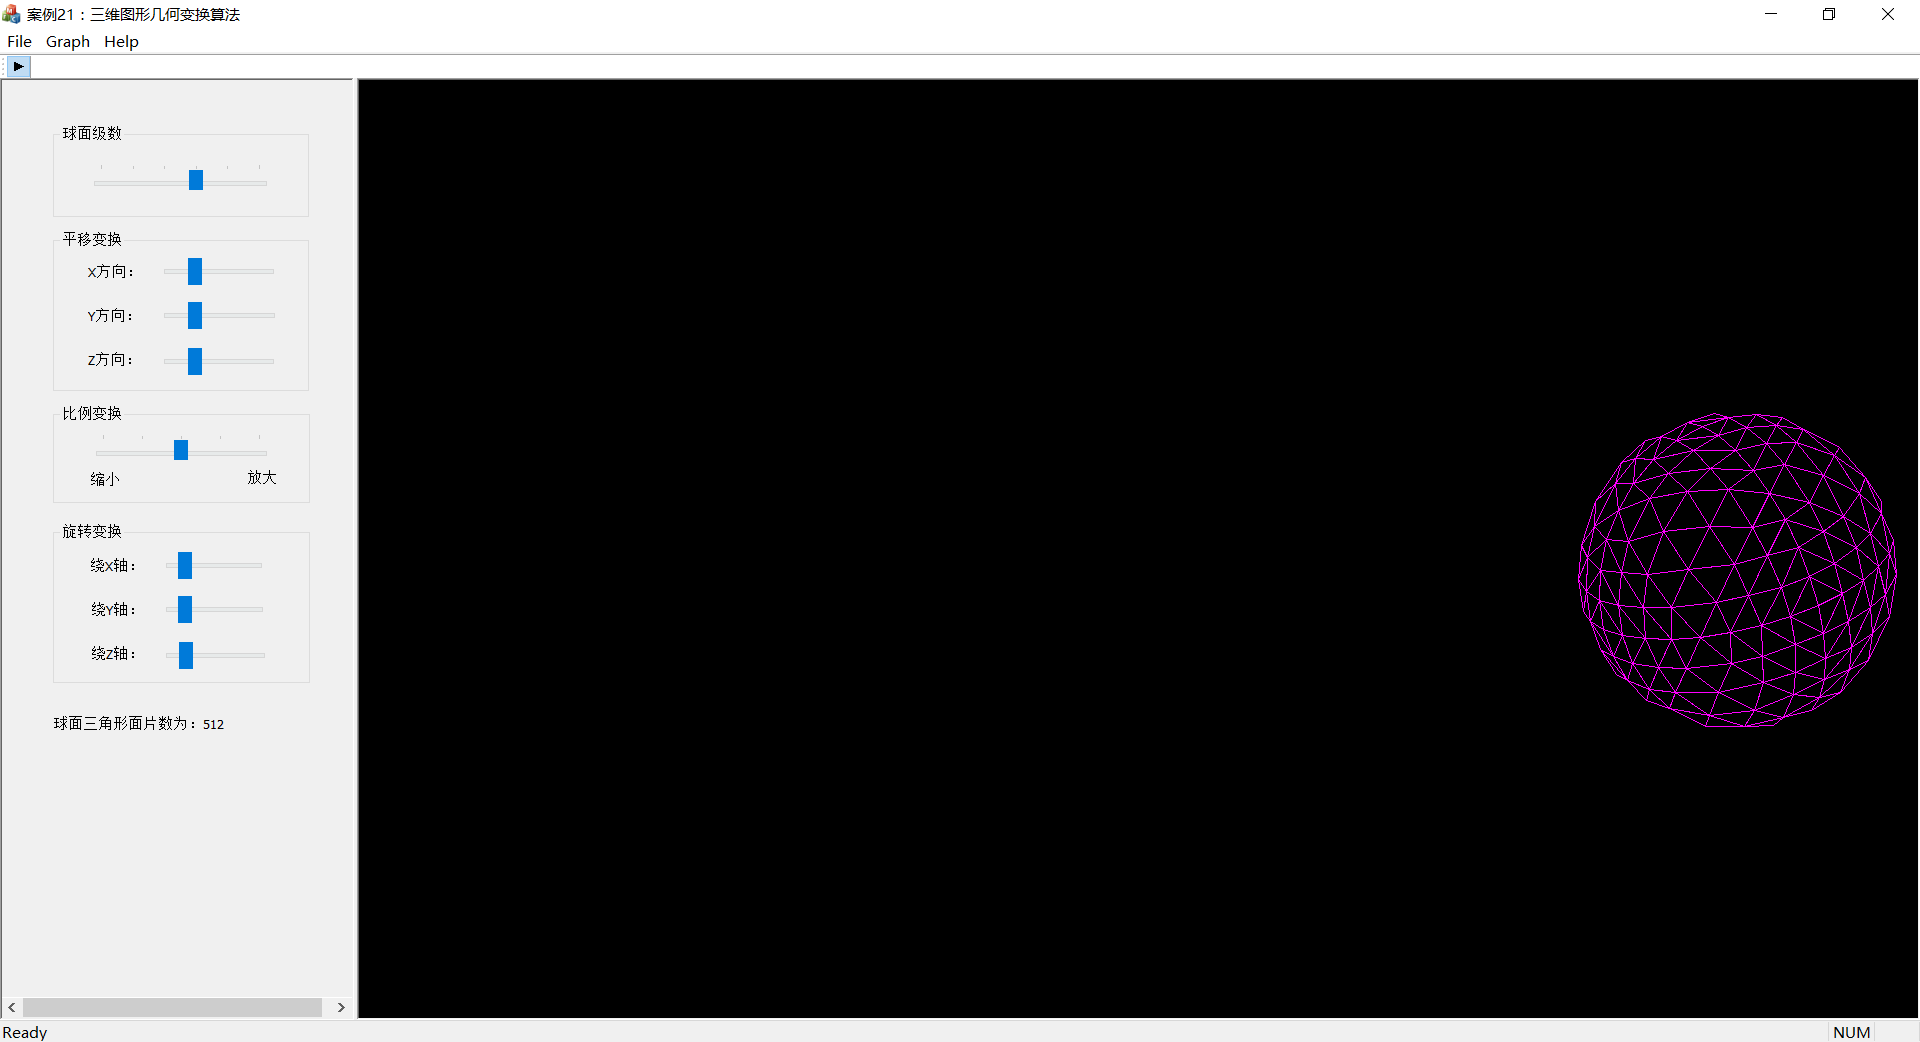 案例21：三维图形几何变换算法
File Graph Help
球面级数
平移变换
X方向：
Y方向：
Z方向：
比例变换
缩小 放大
旋转变换
绕X轴：
绕Y轴：
绕Z轴：
球面三角形面片数为：512
Ready NUM